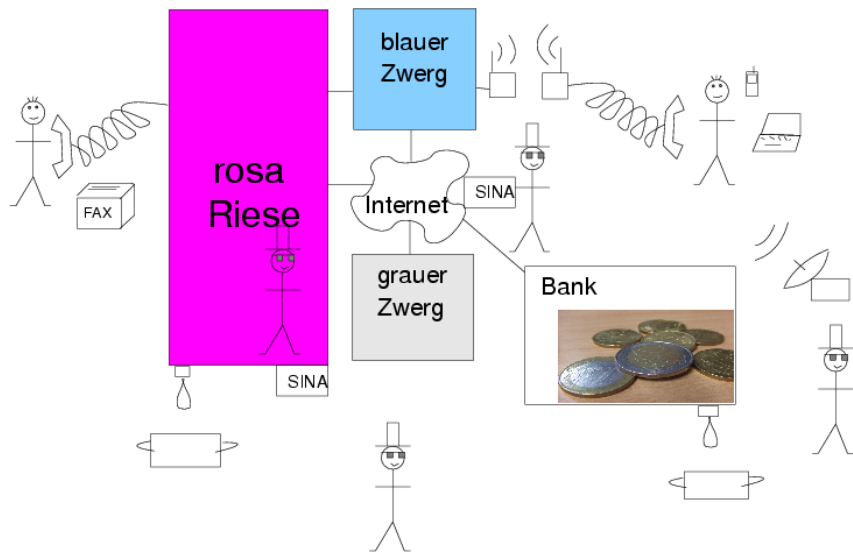 blauer
Zwerg
rosa
Riese
FAX
Internet
SINA
grauer
Zwerg
Bank
SINA